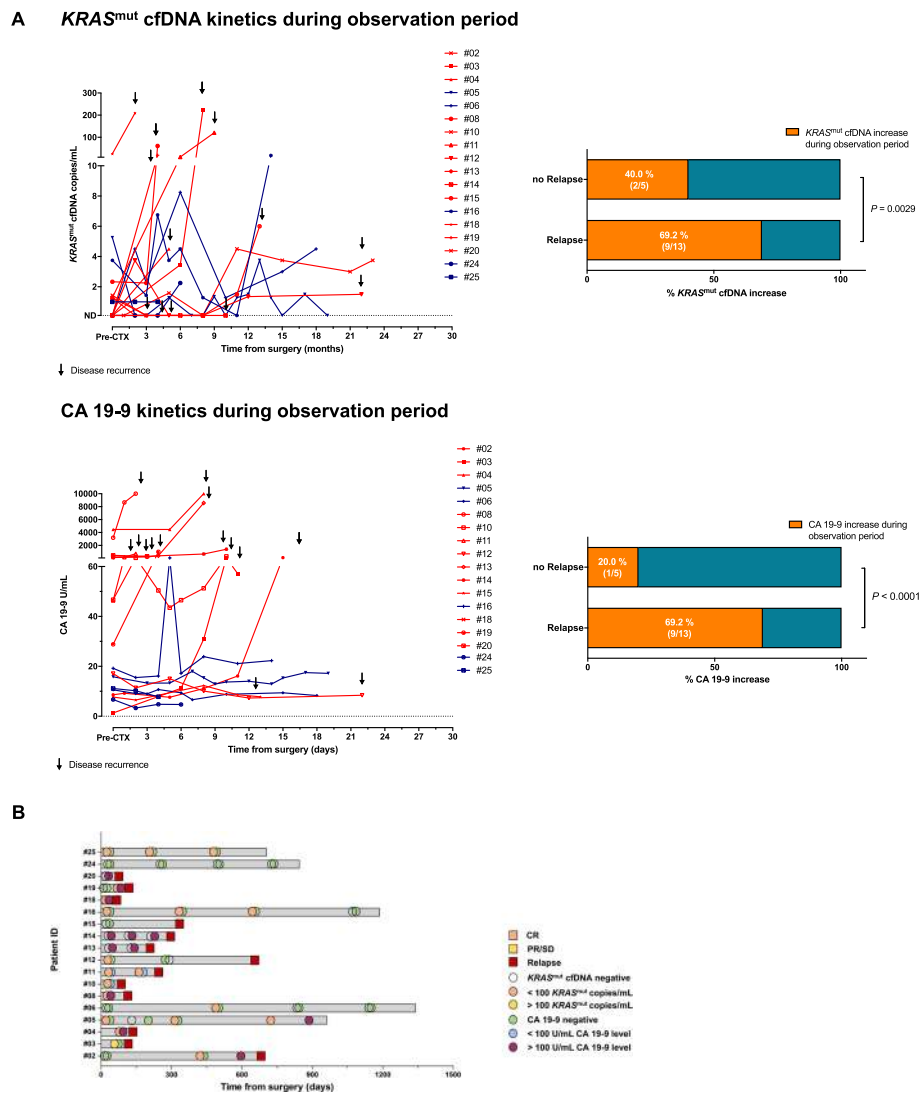 A
KRASmut cfDNA kinetics during observation period
KRASmut cfDNA copies/mL
300
200
100
10
8
6
4
2
ND
Pre-CTX 3 6 9 12 15 18 21 24 27 30
Time from surgery (months)
Disease recurrence
#02
#03
#04
#05
#06
#08
#10
#11
#12
#13
#14
#15
#16
#18
#19
#20
#24
#25
KRASmut cfDNA increase
during observation period
no Relapse
40.0 %
(2/5)
Relapse
69.2 %
(9/13)
P = 0.0029
0 50 100
% KRASmut cfDNA increase
CA 19-9 kinetics during observation period
CA 19-9 U/mL
10000
8000
6000
4000
2000
60
40
20
0
Pre-CTX 3 6 9 12 15 18 21 24 27 30
Time from surgery (days)
Disease recurrence
#02
#03
#04
#05
#06
#08
#10
#11
#12
#13
#14
#15
#16
#18
#19
#20
#24
#25
CA 19-9 increase during
observation period
no Relapse
20.0 %
(1/5)
Relapse
69.2 %
(9/13)
P < 0.0001
0 50 100
% CA 19-9 increase
B
Patient ID
#25
#24
#20
#19
#18
#16
#15
#14
#13
#12
#11
#10
#08
#06
#05
#04
#03
#02
0 300 600 900 1200 1500
Time from surgery (days)
CR
PR/SD
Relapse
KRASmut cfDNA negative
< 100 KRASmut copies/mL
> 100 KRASmut copies/mL
CA 19-9 negative
< 100 U/mL CA 19-9 level
> 100 U/mL CA 19-9 level